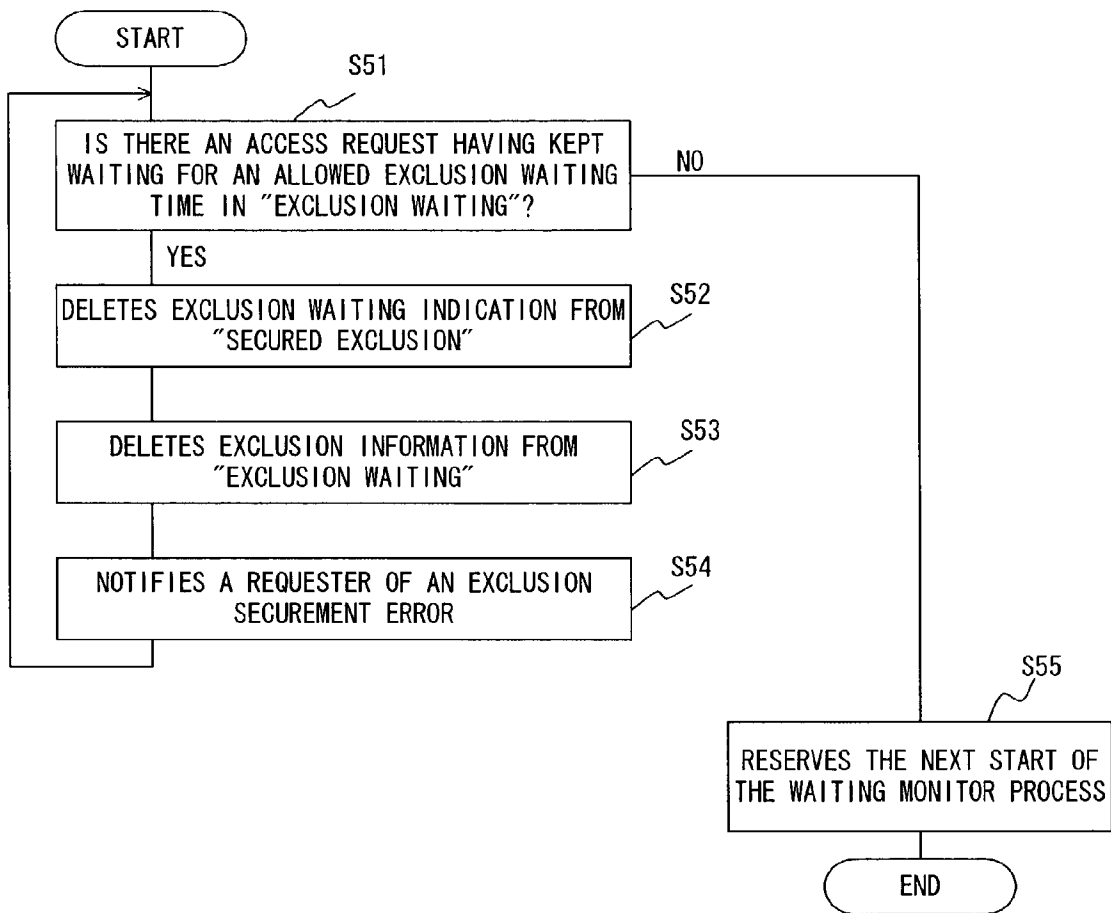 START
S51
IS THERE AN ACCESS REQUEST HAVING KEPT
WAITING FOR AN ALLOWED EXCLUSION WAITING
TIME IN "EXCLUSION WAITING"?
NO
YES
S52
DELETES EXCLUSION WAITING INDICATION FROM
"SECURED EXCLUSION"
S53
DELETES EXCLUSION INFORMATION FROM
"EXCLUSION WAITING"
S54
NOTIFIES A REQUESTER OF AN EXCLUSION
SECUREMENT ERROR
S55
RESERVES THE NEXT START OF
THE WAITING MONITOR PROCESS
END